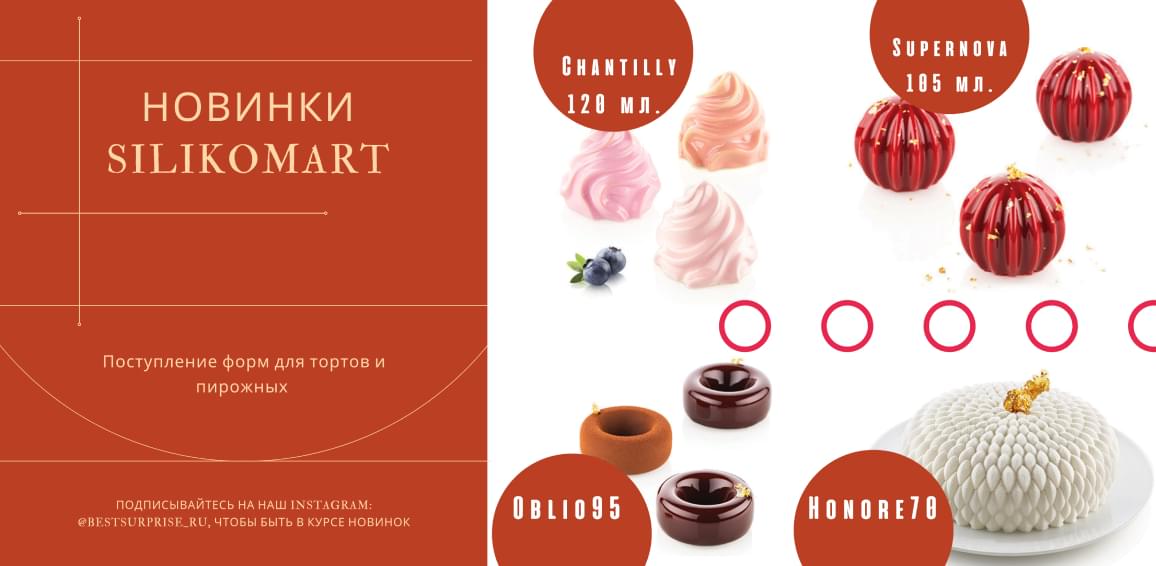 НОВИНКИ
SILIKOMART
Поступление форм для тортов и
пирожных
ПОДПИСЫВАЙТЕСЬ НА НАШ INSTAGRAM:
@BESTSURPRISE_RU, ЧТОБЫ БЫТЬ В КУРСЕ НОВИНОК
Chantilly
120 мл.
Supernova
105 мл.
Oblio95
Honore70